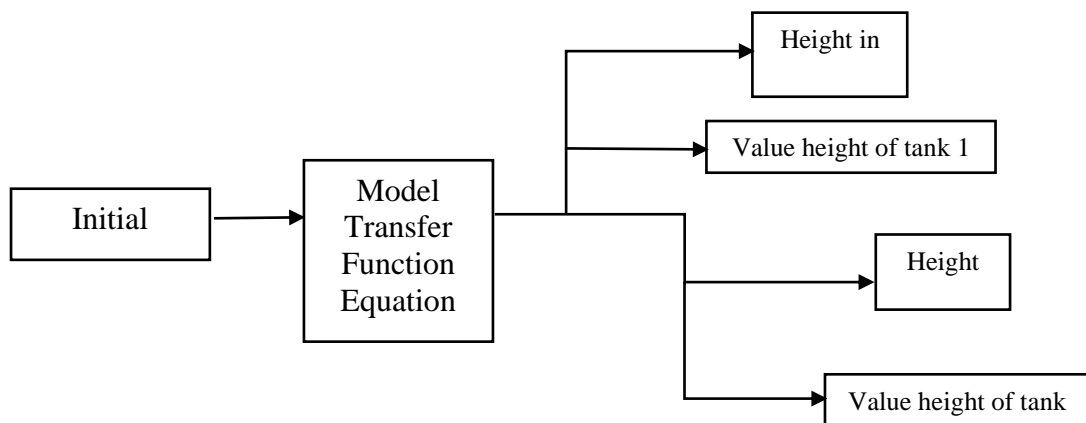 Height in
Value height of tank 1
Initial
Model
Transfer
Function
Equation
Height
Value height of tank